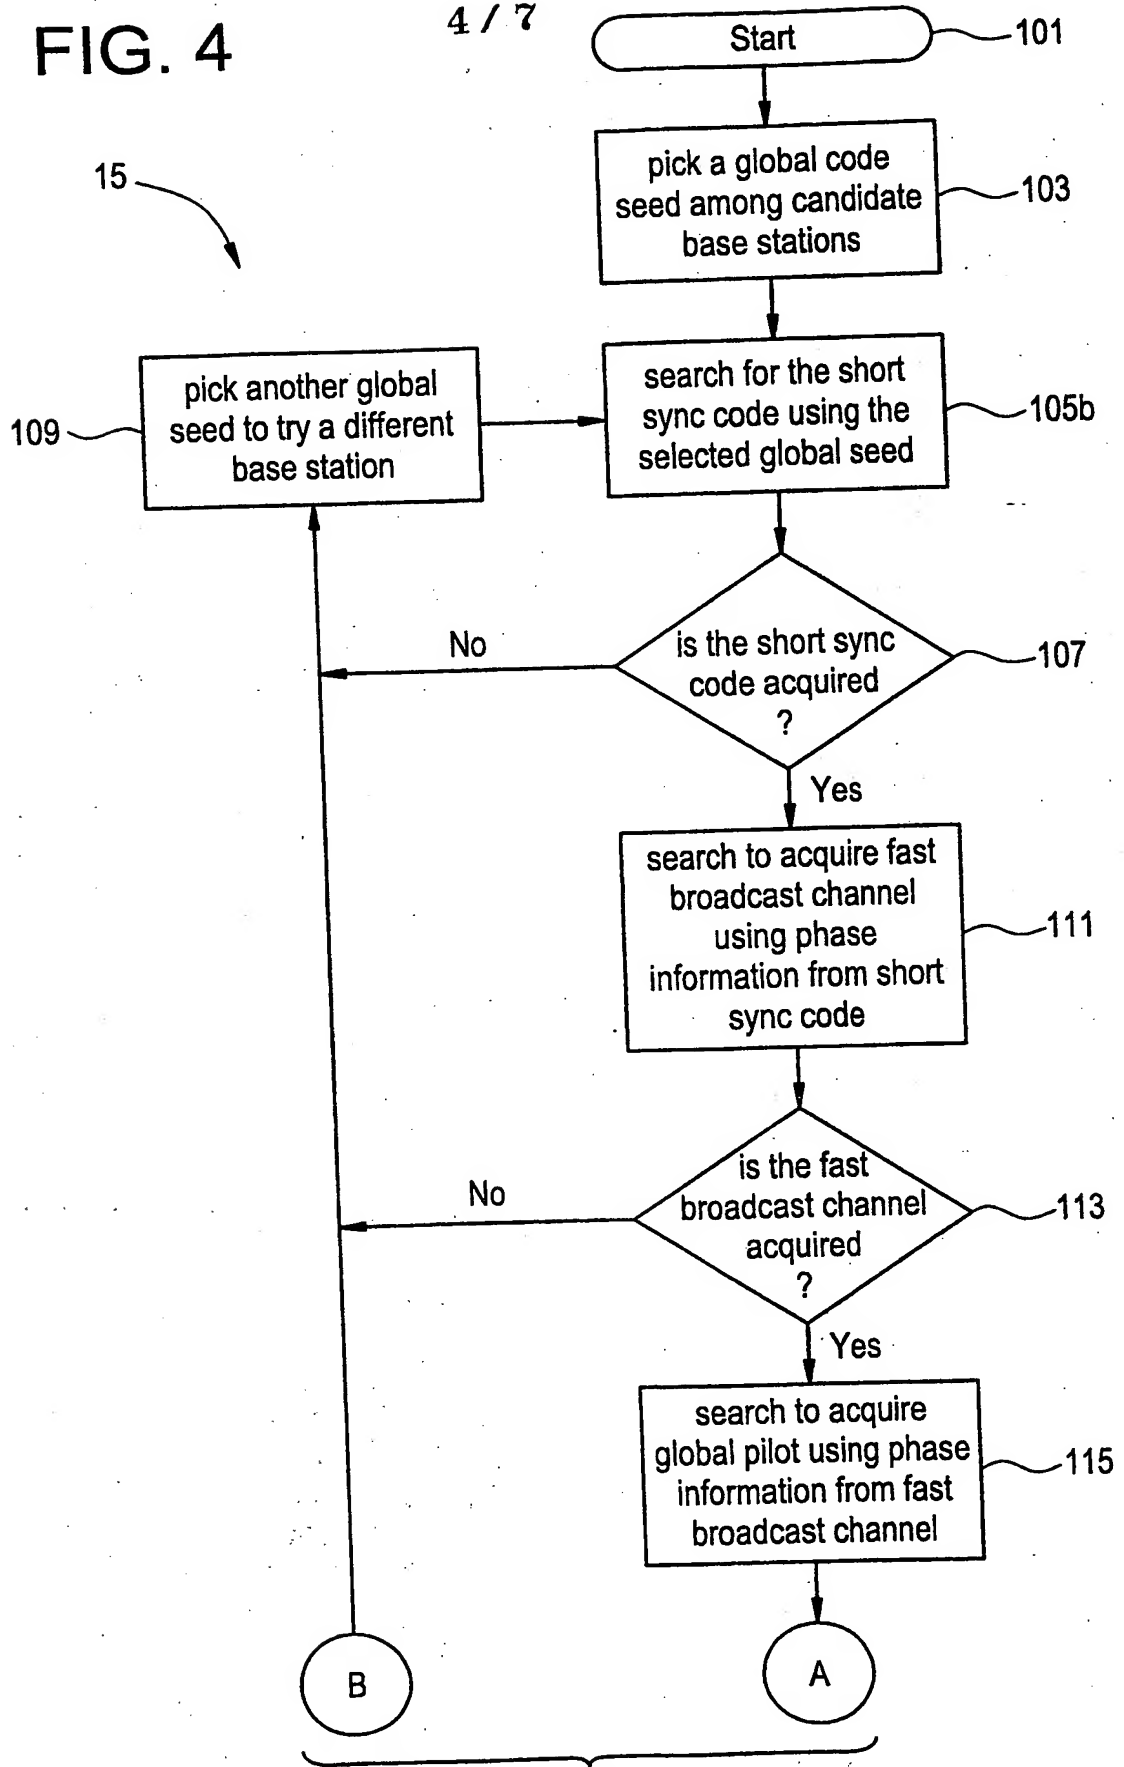 FIG. 4
4 / 7
Start
101
15
pick a global code
seed among candidate
base stations
103
pick another global
seed to try a different
base station
109
search for the short
sync code using the
selected global seed
105b
No
is the short sync
code acquired
?
107
Yes
search to acquire fast
broadcast channel
using phase
information from short
sync code
111
No
is the fast
broadcast channel
acquired
?
113
Yes
search to acquire
global pilot using phase
information from fast
broadcast channel
115
B
A